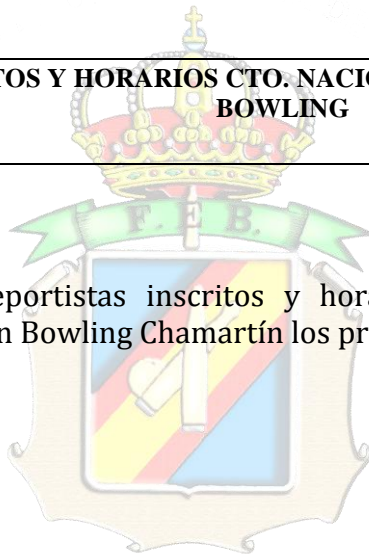 TOS Y HORARIOS CTO. NACIO
BOWLING
F. E. B.
eportistas inscritos y hora
n Bowling Chamartín los pr